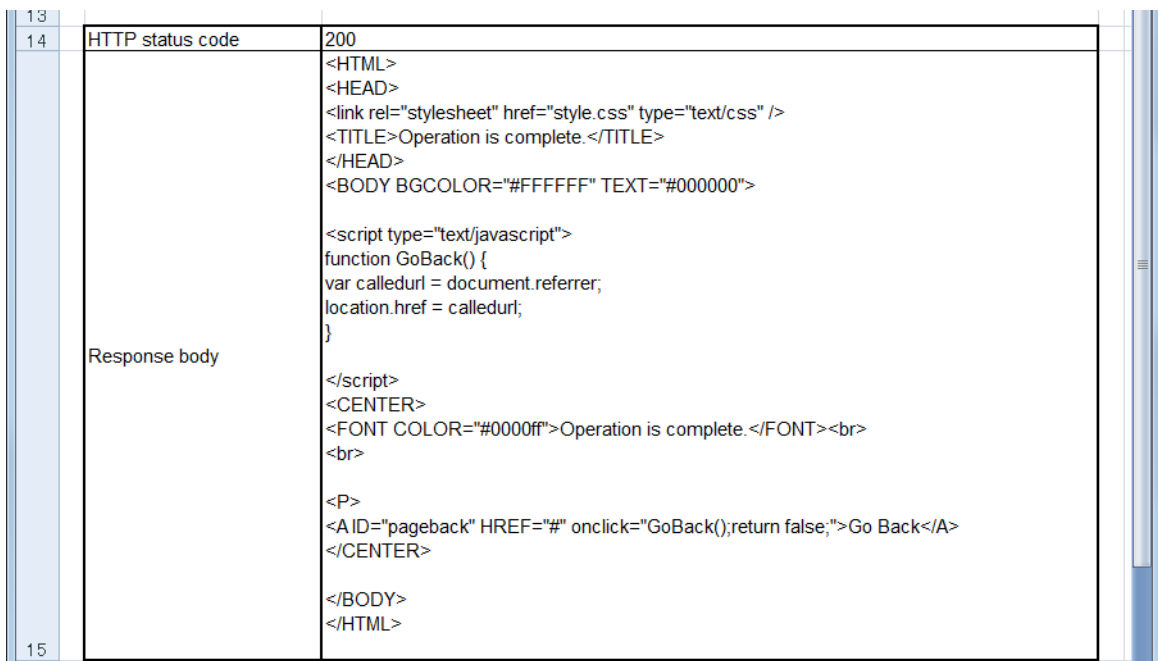 13
14 HTTP status code 200
<HTML>
<HEAD>
<link rel="stylesheet" href="style.css" type="text/css" />
<TITLE>Operation is complete.</TITLE>
</HEAD>
<BODY BGCOLOR="#FFFFFF" TEXT="#000000">
<script type="text/javascript">
function GoBack() {
var calledurl = document.referrer;
location.href = calledurl;
}
Response body
</script>
<CENTER>
<FONT COLOR="#0000ff">Operation is complete.</FONT><br>
<br>
<P>
<A ID="pageback" HREF="#" onclick="GoBack();return false;">Go Back</A>
</CENTER>
</BODY>
</HTML>
15